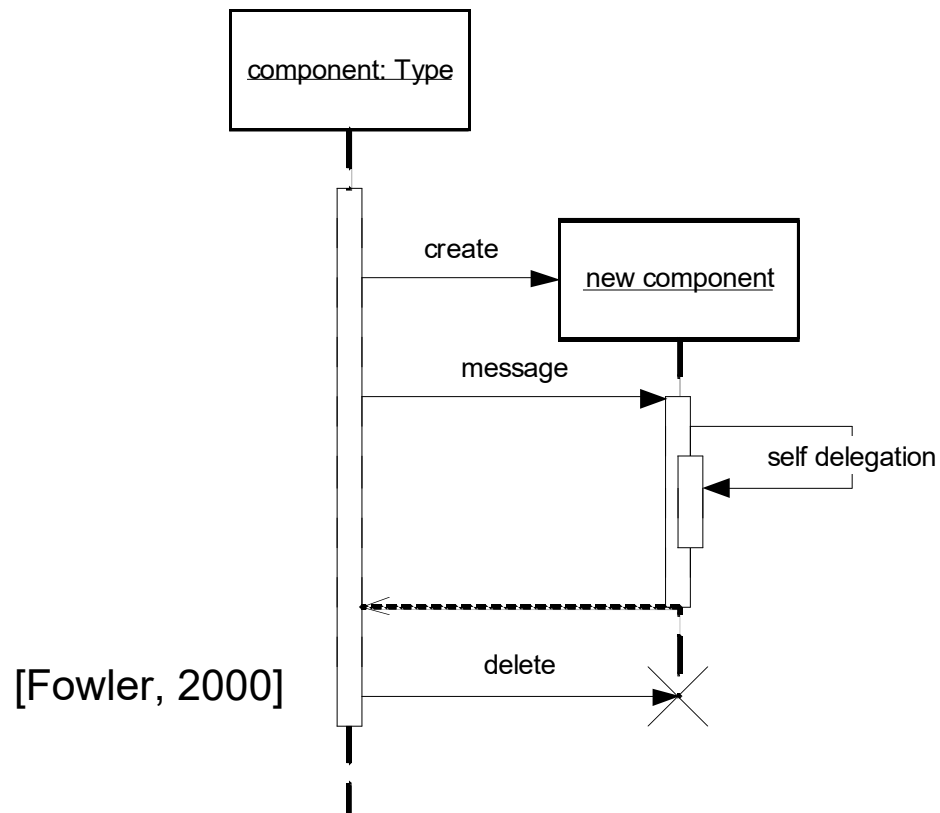 component: Type
create
new component
message
self delegation
[Fowler, 2000]
delete